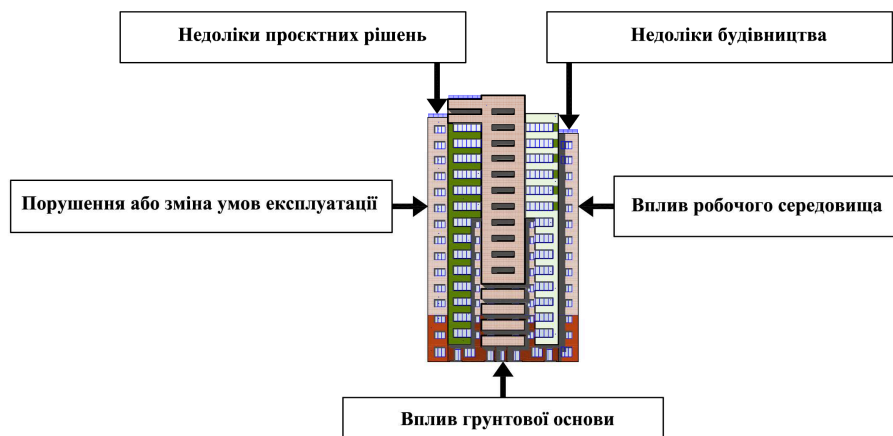 Недоліки проєктних рішень
Недоліки будівництва
Порушення або зміна умов експлуатації
Вплив робочого середовища
Вплив грунтової основи